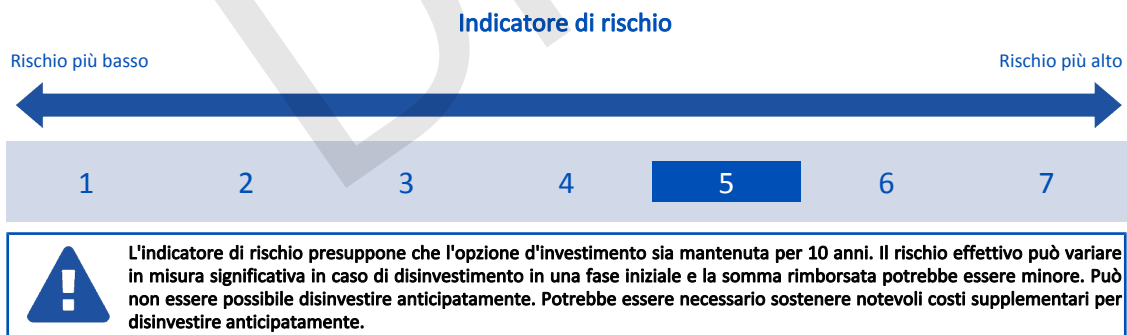 Indicatore di rischio
Rischio più basso
Rischio più alto
1 2 3 4 5 6 7
L'indicatore di rischio presuppone che l'opzione d'investimento sia mantenuta per 10 anni. Il rischio effettivo può variare
in misura significativa in caso di disinvestimento in una fase iniziale e la somma rimborsata potrebbe essere minore. Può
non essere possibile disinvestire anticipatamente. Potrebbe essere necessario sostenere notevoli costi supplementari per
disinvestire anticipatamente.